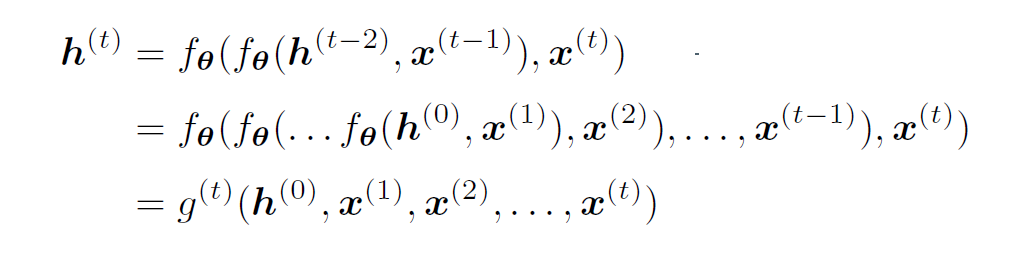 𝒉⁽ᵗ⁾ = f_𝜽(f_𝜽(𝒉⁽ᵗ⁻²⁾, 𝒙⁽ᵗ⁻¹⁾), 𝒙⁽ᵗ⁾)
= f_𝜽(f_𝜽(… f_𝜽(𝒉⁽⁰⁾, 𝒙⁽¹⁾), 𝒙⁽²⁾), …, 𝒙⁽ᵗ⁻¹⁾), 𝒙⁽ᵗ⁾)
= g⁽ᵗ⁾(𝒉⁽⁰⁾, 𝒙⁽¹⁾, 𝒙⁽²⁾, …, 𝒙⁽ᵗ⁾)